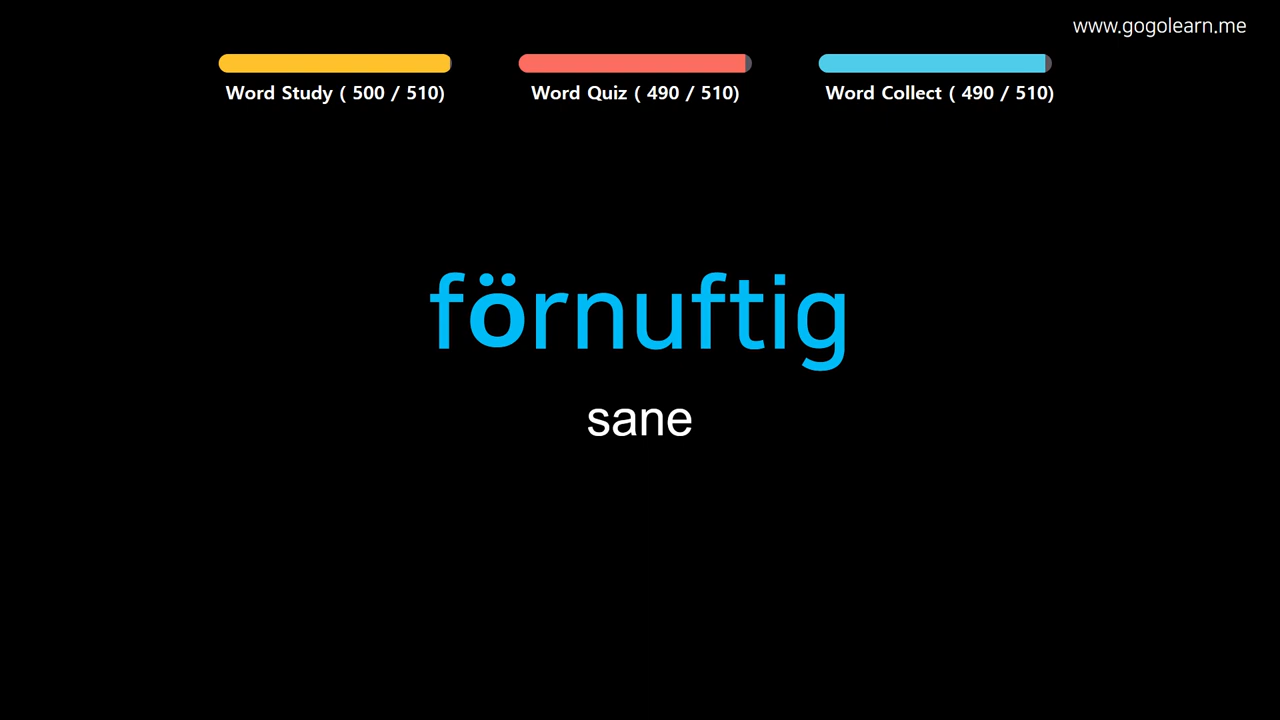 www.gogolearn.me
Word Study ( 500 / 510)
Word Quiz ( 490 / 510)
Word Collect ( 490 / 510)
förnuftig
sane